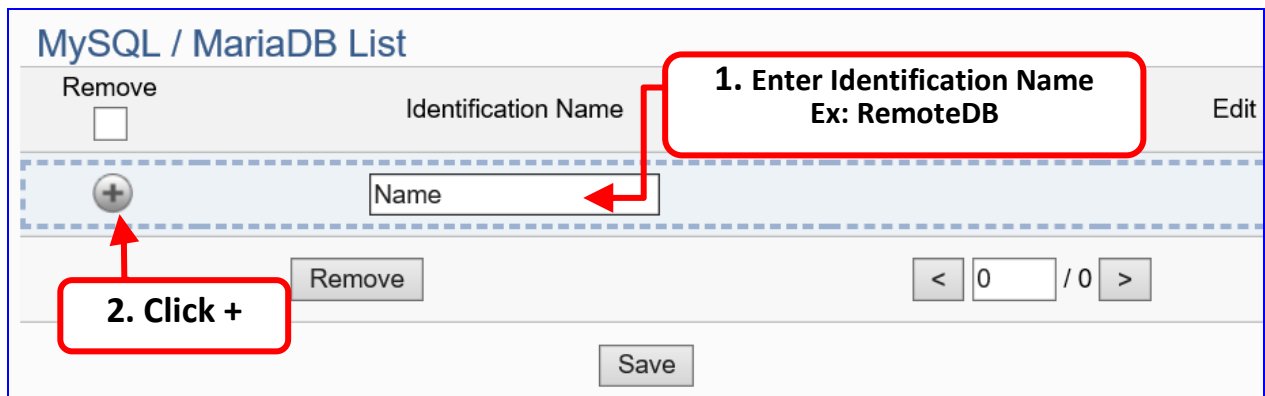 MySQL / MariaDB List
Remove
Identification Name
1. Enter Identification Name
Ex: RemoteDB
Edit
Name
Remove
< 0 / 0 >
2. Click +
Save